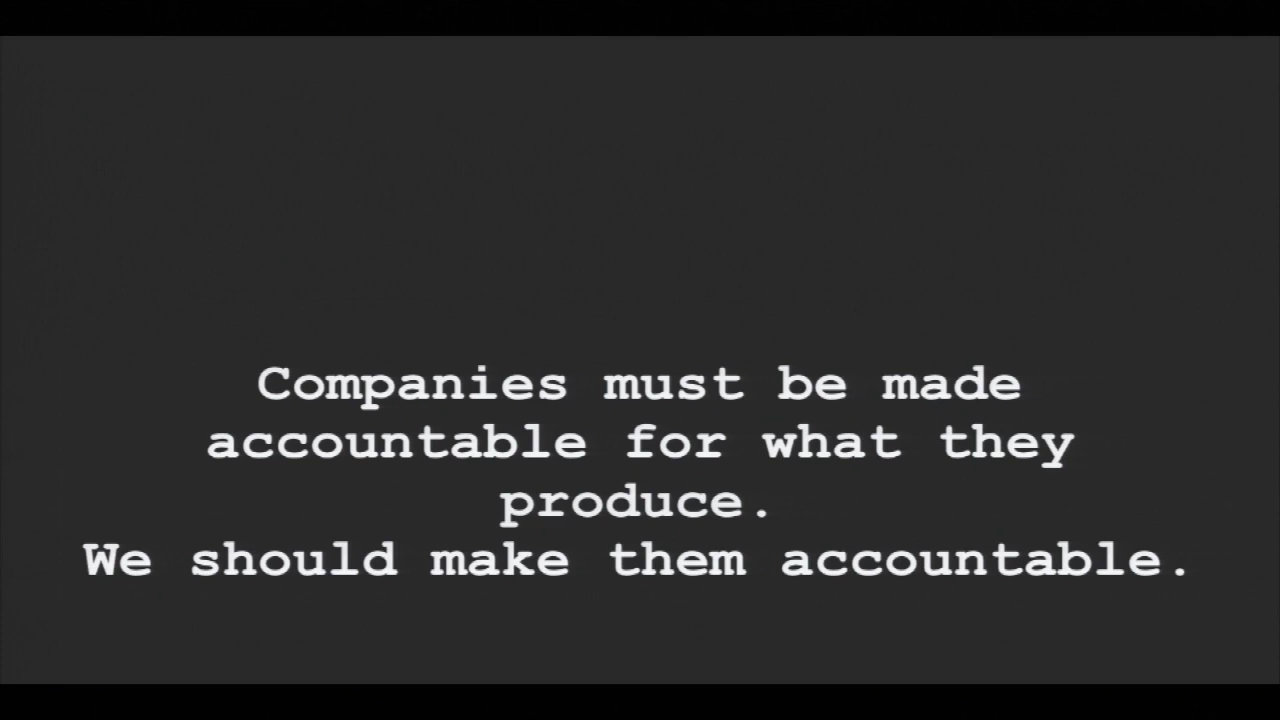 Companies must be made
accountable for what they
produce.
We should make them accountable.